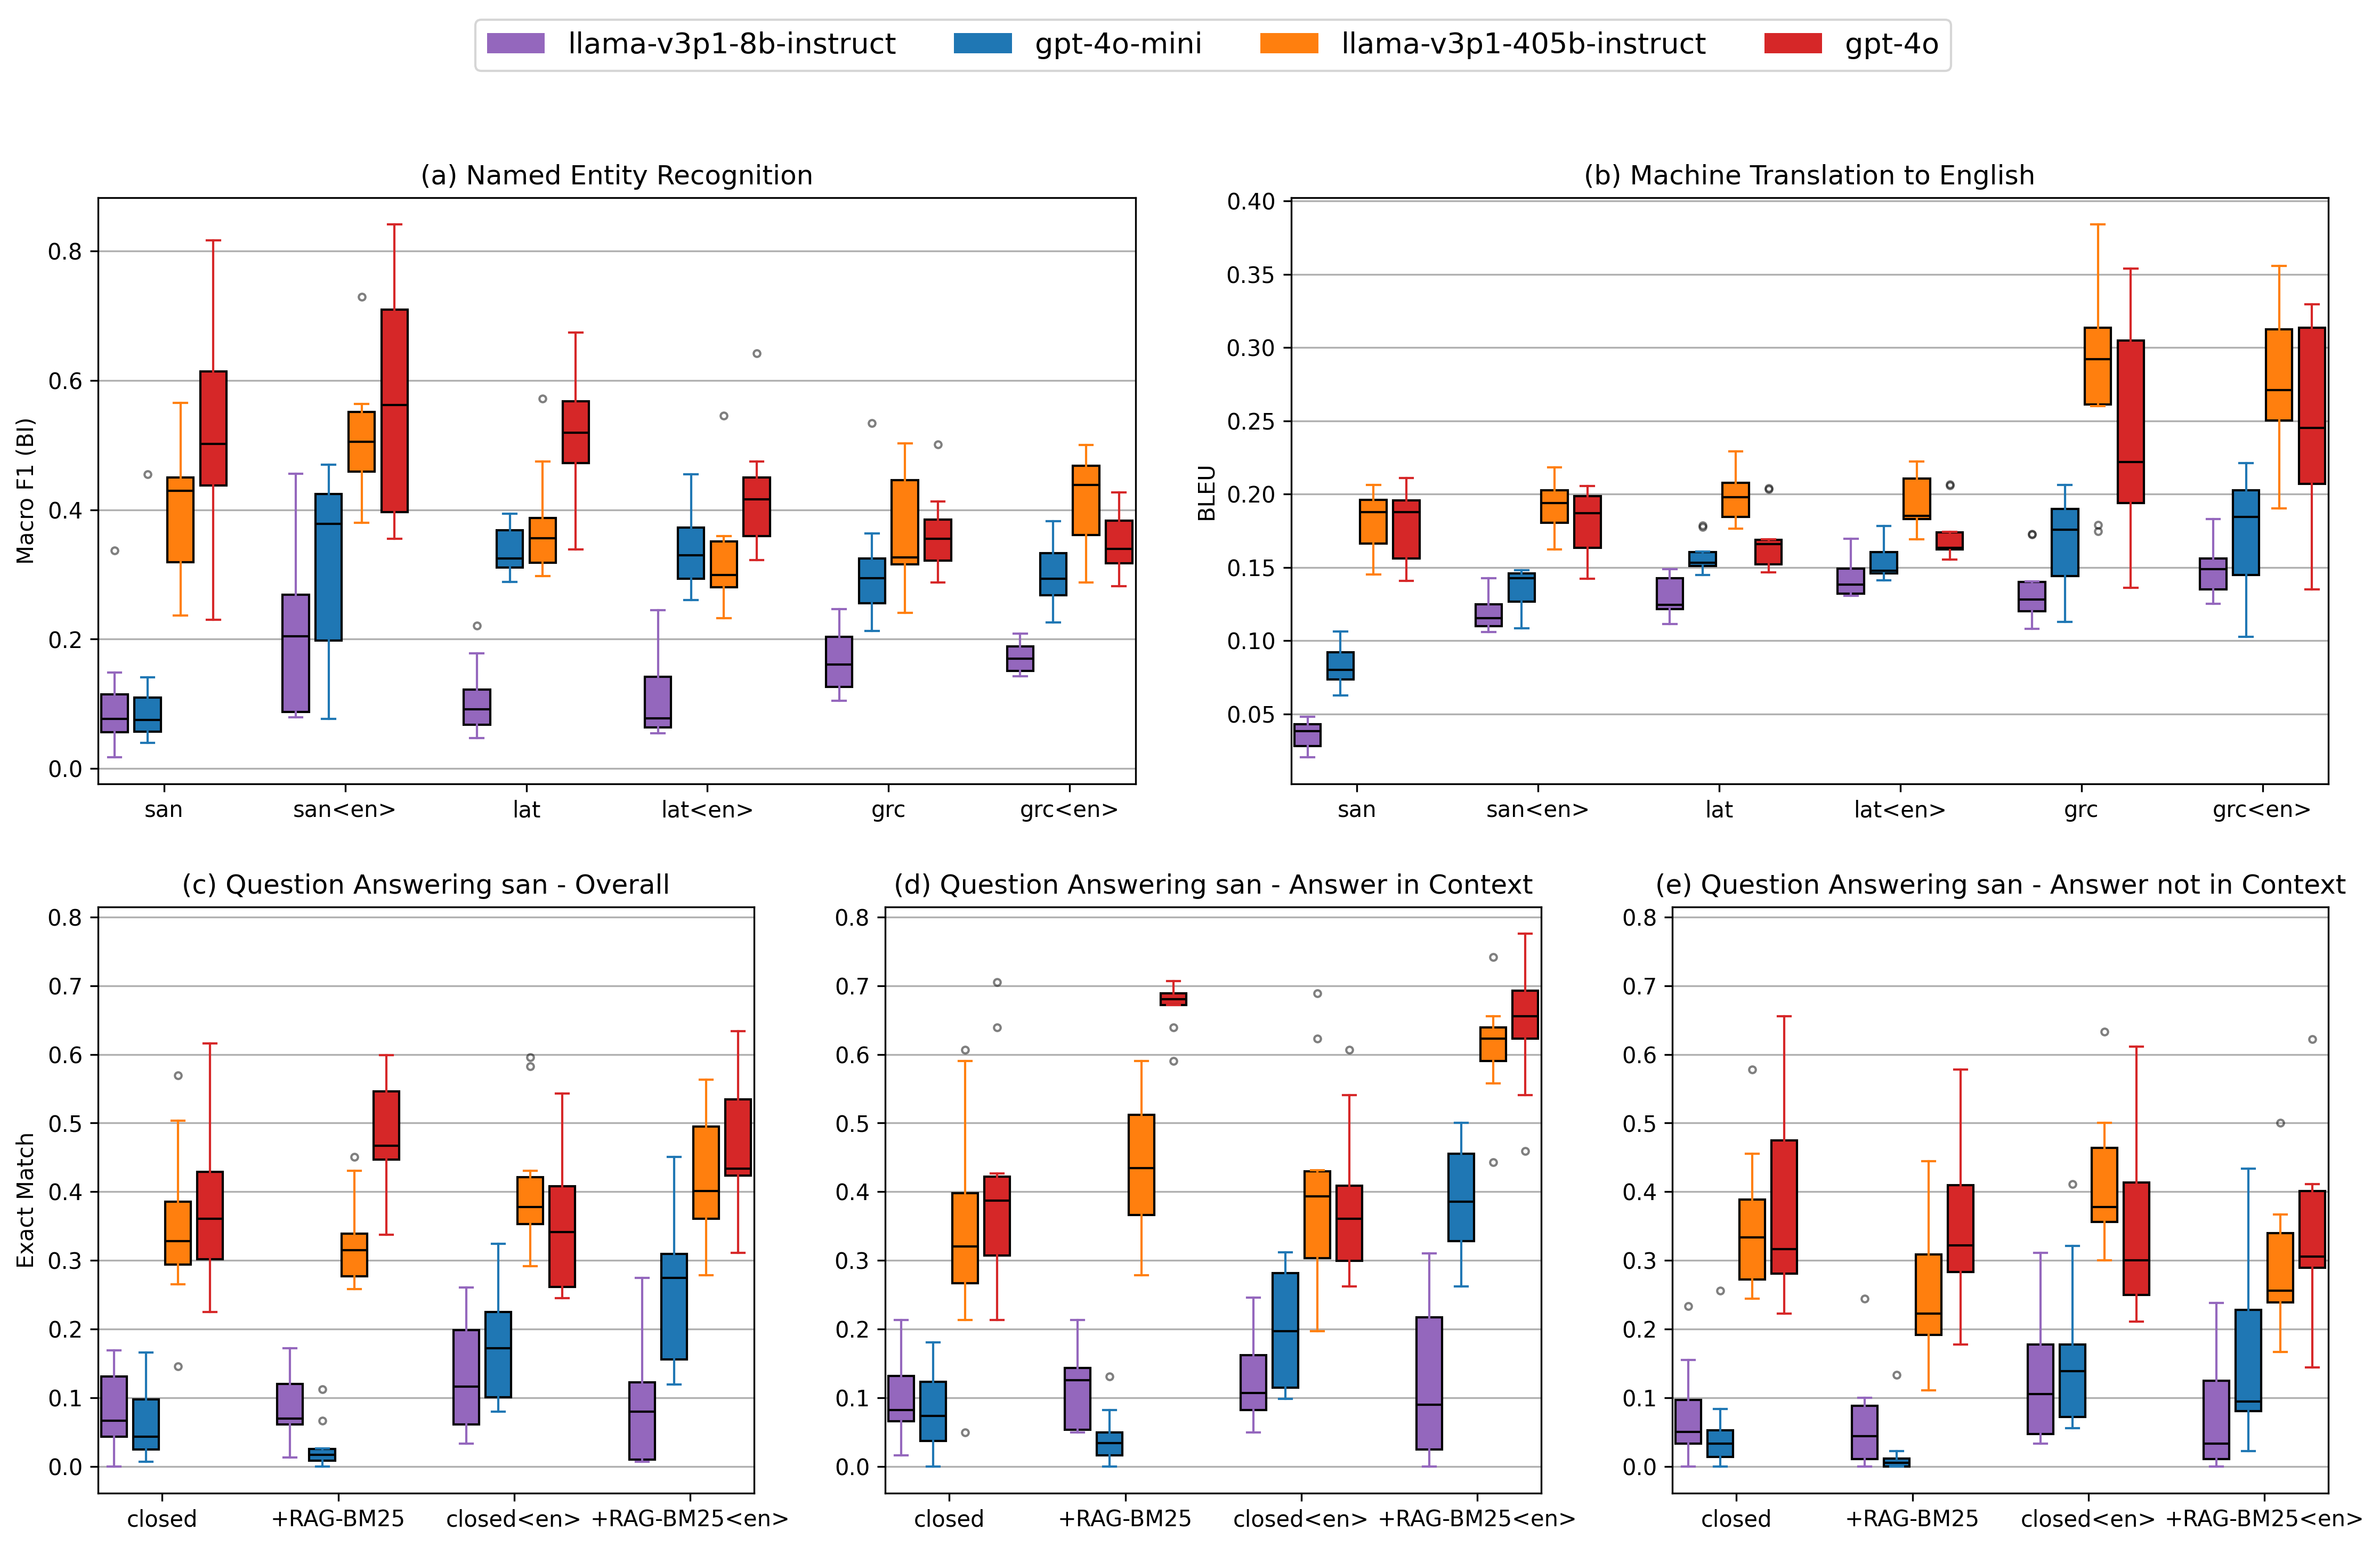 llama-v3p1-8b-instruct gpt-4o-mini llama-v3p1-405b-instruct gpt-4o
(a) Named Entity Recognition
Macro F1 (BI)
0.8
0.6
0.4
0.2
0.0
san san<en> lat lat<en> grc grc<en>
(b) Machine Translation to English
BLEU
0.40
0.35
0.30
0.25
0.20
0.15
0.10
0.05
san san<en> lat lat<en> grc grc<en>
(c) Question Answering san - Overall
Exact Match
0.8
0.7
0.6
0.5
0.4
0.3
0.2
0.1
0.0
closed +RAG-BM25 closed<en> +RAG-BM25<en>
(d) Question Answering san - Answer in Context
0.8
0.7
0.6
0.5
0.4
0.3
0.2
0.1
0.0
closed +RAG-BM25 closed<en> +RAG-BM25<en>
(e) Question Answering san - Answer not in Context
0.8
0.7
0.6
0.5
0.4
0.3
0.2
0.1
0.0
closed +RAG-BM25 closed<en> +RAG-BM25<en>